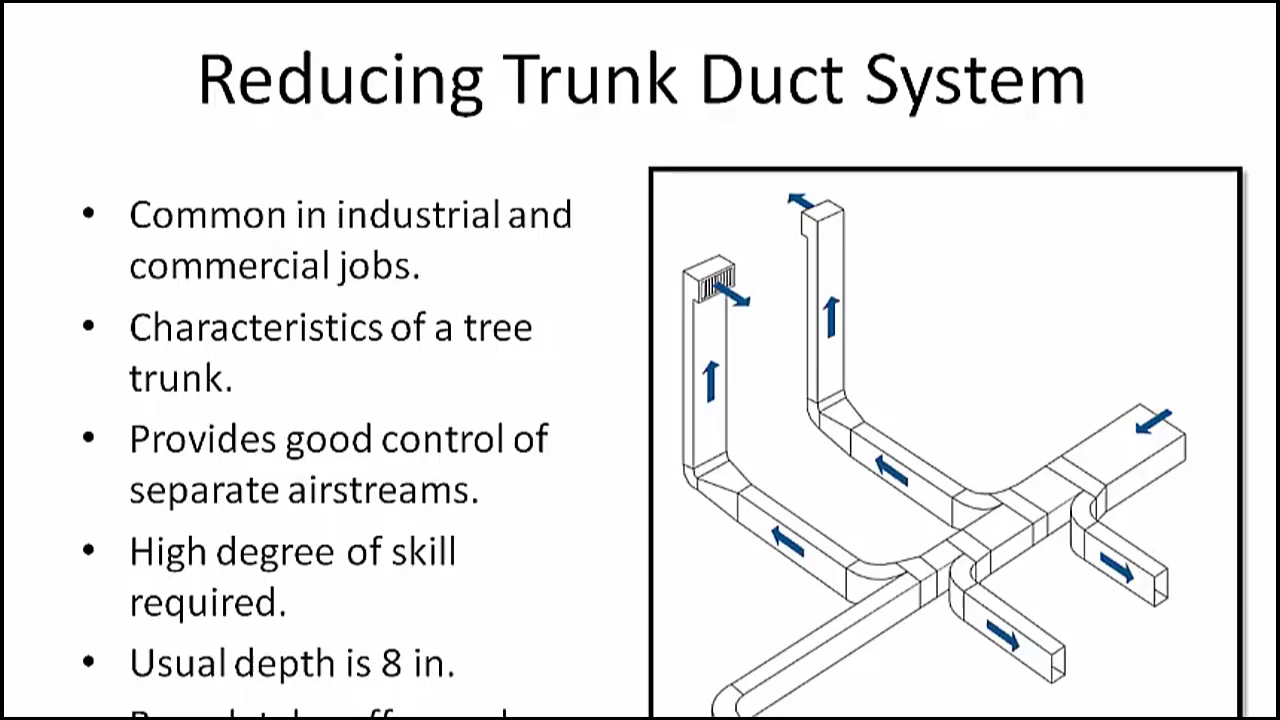 Reducing Trunk Duct System
• Common in industrial and
commercial jobs.
• Characteristics of a tree
trunk.
• Provides good control of
separate airstreams.
• High degree of skill
required.
• Usual depth is 8 in.